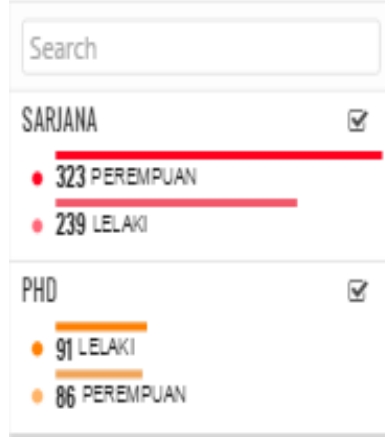 Search
SARJANA
323 PEREMPUAN
239 LELAKI
PHD
91 LELAKI
86 PEREMPUAN